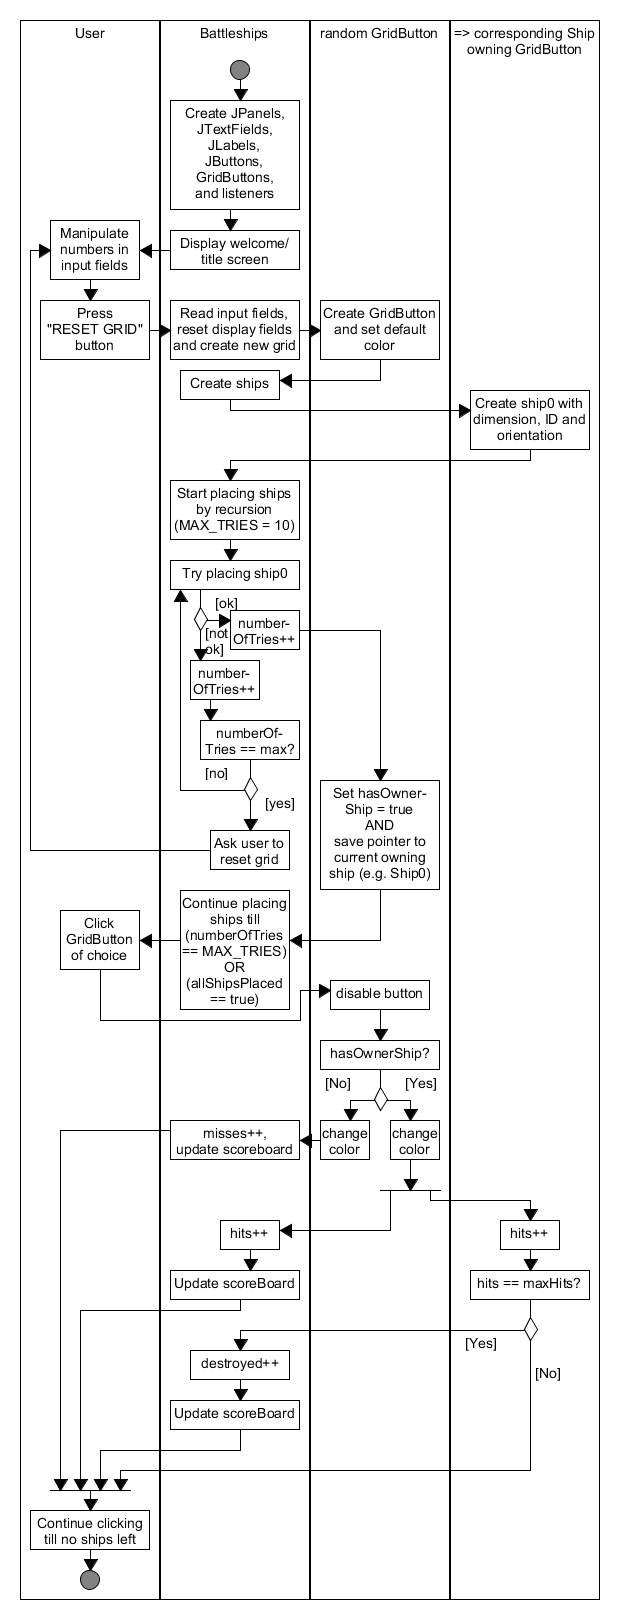 User
Battleships
random GridButton
=> corresponding Ship
owning GridButton
Create JPanels,
JTextFields,
JLabels,
JButtons,
GridButtons,
and listeners
Manipulate
numbers in
input fields
Display welcome/
title screen
Press
"RESET GRID"
button
Read input fields,
reset display fields
and create new grid
Create GridButton
and set default
color
Create ships
Create ship0 with
dimension, ID and
orientation
Start placing ships
by recursion
(MAX_TRIES = 10)
Try placing ship0
[ok]
number-
OfTries++
[not
ok]
number-
OfTries++
numberOf-
Tries == max?
[no]
[yes]
Ask user to
reset grid
Set hasOwner-
Ship = true
AND
save pointer to
current owning
ship (e.g. Ship0)
Continue placing
ships till
(numberOfTries
== MAX_TRIES)
OR
(allShipsPlaced
== true)
Click
GridButton
of choice
disable button
hasOwnerShip?
[No]
[Yes]
misses++,
update scoreboard
change
color
change
color
hits++
hits++
Update scoreBoard
hits == maxHits?
[Yes]
destroyed++
[No]
Update scoreBoard
Continue clicking
till no ships left